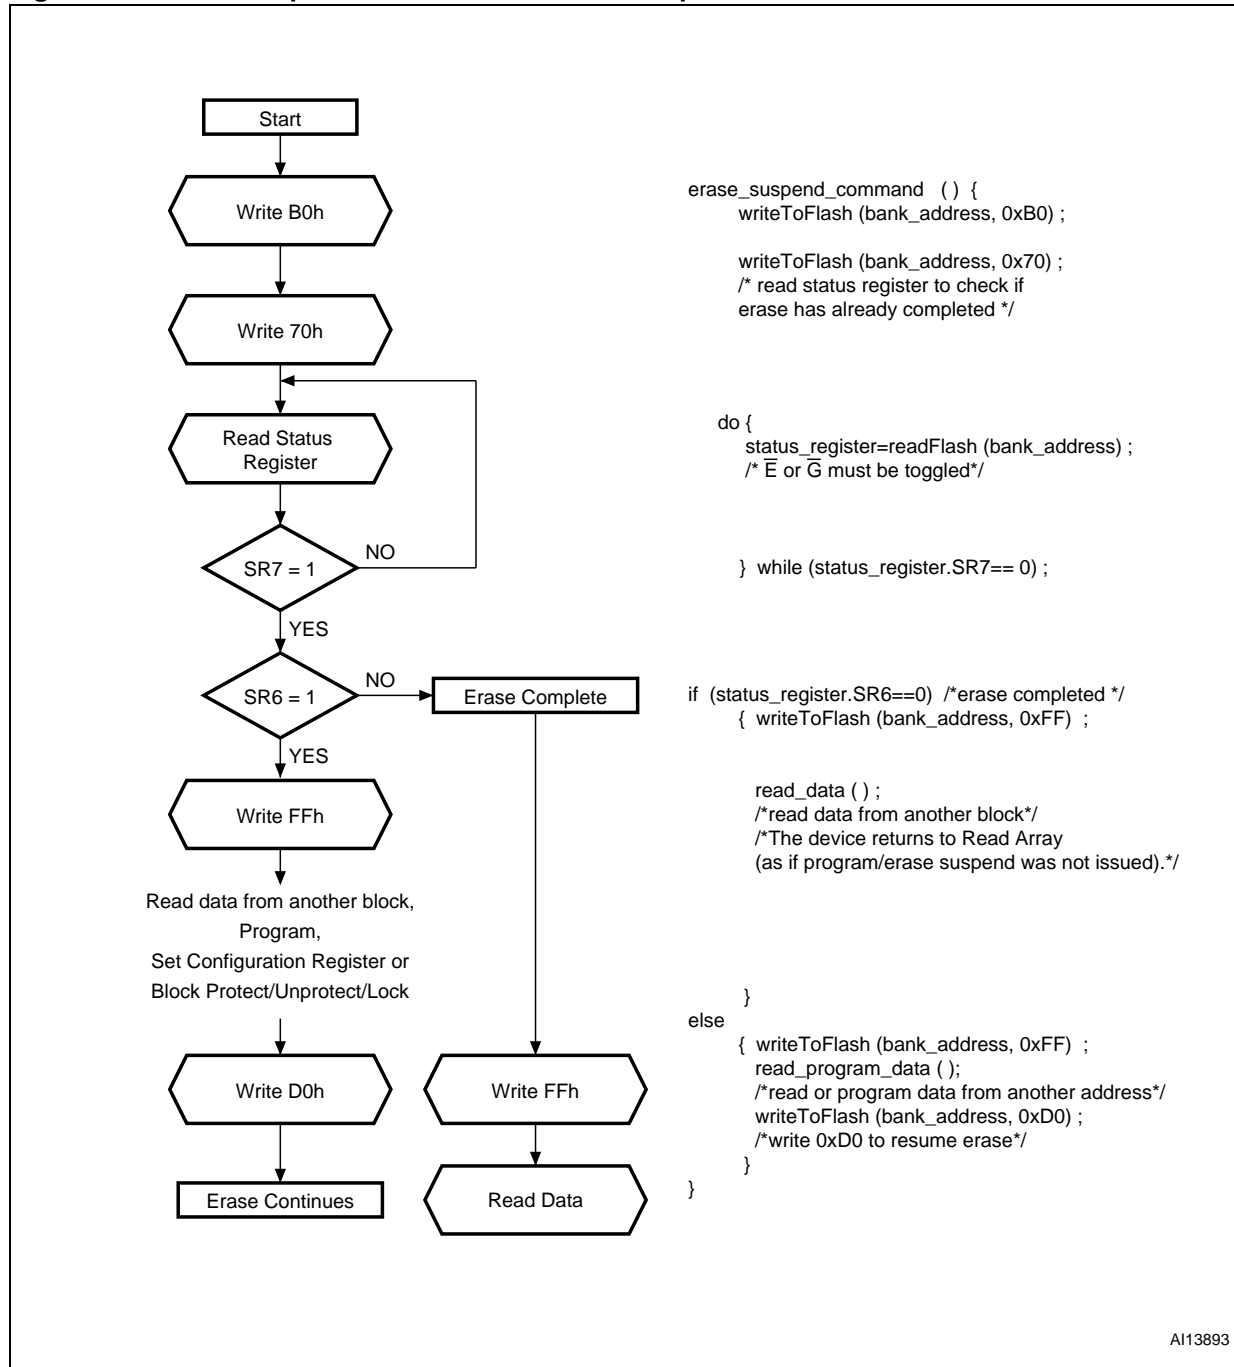 Start
Write B0h
Write 70h
Read Status
Register
NO
SR7 = 1
YES
NO
SR6 = 1
Erase Complete
YES
Write FFh
Read data from another block,
Program,
Set Configuration Register or
Block Protect/Unprotect/Lock
Write D0h
Write FFh
Erase Continues
Read Data
erase_suspend_command ( ) {
writeToFlash (bank_address, 0xB0) ;
writeToFlash (bank_address, 0x70) ;
/* read status register to check if
erase has already completed */
do {
status_register=readFlash (bank_address) ;
/* E̅ or G̅ must be toggled*/
} while (status_register.SR7== 0) ;
if (status_register.SR6==0) /*erase completed */
{ writeToFlash (bank_address, 0xFF) ;
read_data ( ) ;
/*read data from another block*/
/*The device returns to Read Array
(as if program/erase suspend was not issued).*/
}
else
{ writeToFlash (bank_address, 0xFF) ;
read_program_data ( );
/*read or program data from another address*/
writeToFlash (bank_address, 0xD0) ;
/*write 0xD0 to resume erase*/
}
}
AI13893